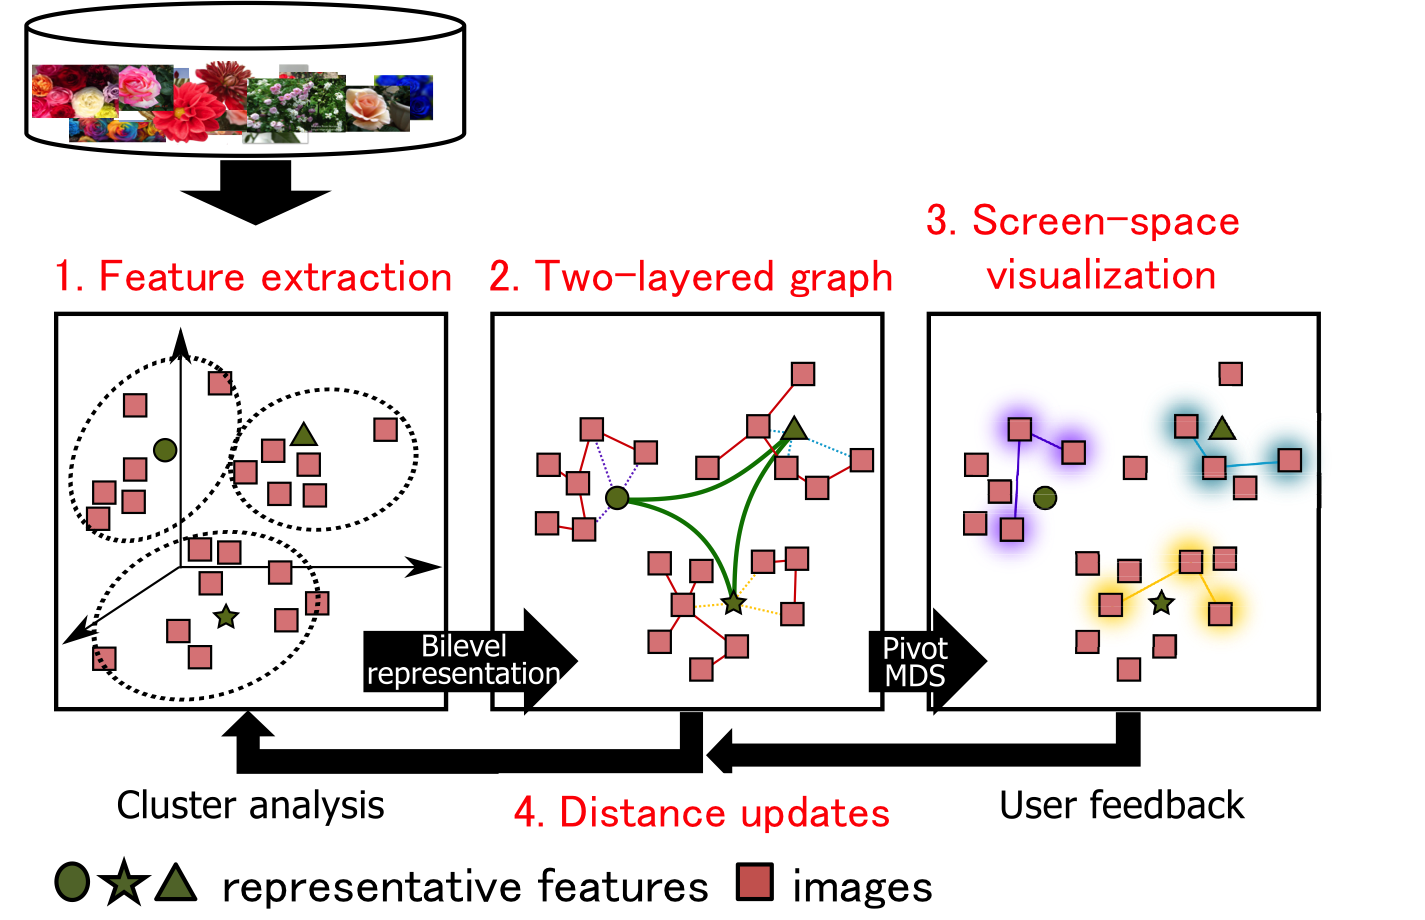 3. Screen-space
visualization
1. Feature extraction
2. Two-layered graph
Bilevel
representation
Pivot
MDS
Cluster analysis
4. Distance updates
User feedback
representative features
images